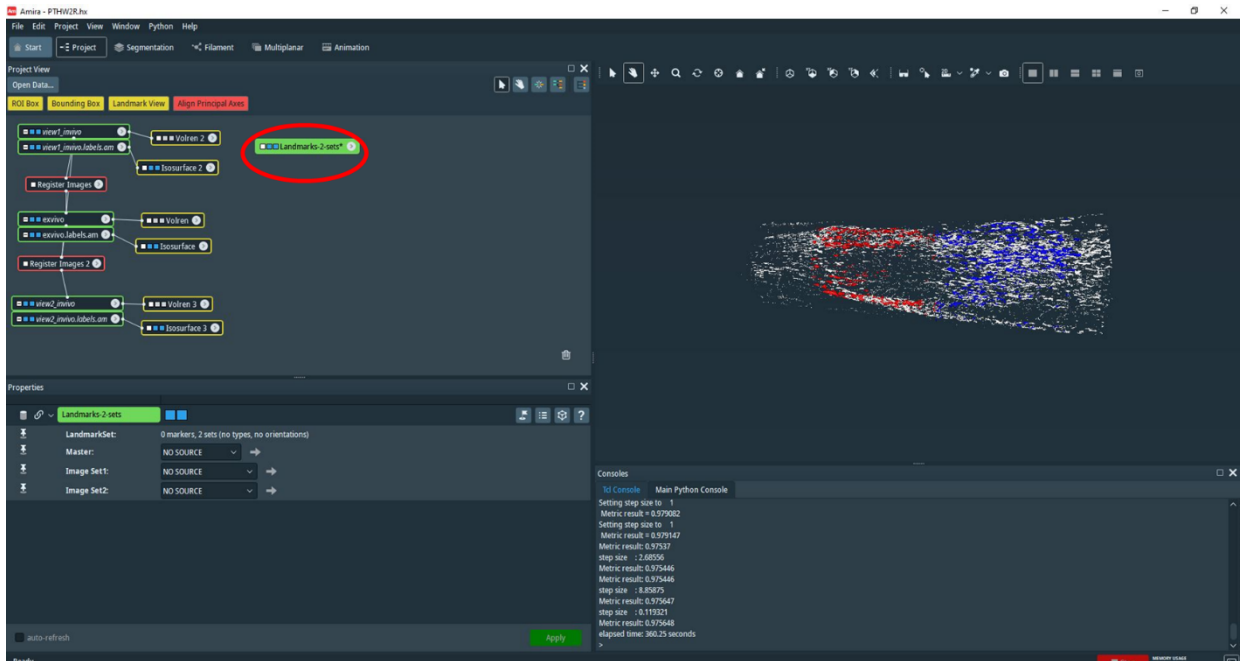 Amira - PTHW2R.hx
File Edit Project View Window Python Help
Start Project Segmentation Filament Multiplanar Animation
Project View
Open Data...
ROI Box Bounding Box Landmark View Align Principal Axes
view1_invivo
Volren 2
view1_invivo.labels.am
Landmarks-2-sets*
Isosurface 2
Register Images
exvivo
Volren
exvivo.labels.am
Isosurface
Register Images 2
view2_invivo
Volren 3
view2_invivo.labels.am
Isosurface 3
Properties
Landmarks-2-sets
LandmarkSet: 0 markers, 2 sets (no types, no orientations)
Master: NO SOURCE
Image Set1: NO SOURCE
Image Set2: NO SOURCE
auto-refresh Apply
Ready
Consoles
Tcl Console Main Python Console
Setting step size to 1
Metric result = 0.979082
Setting step size to 1
Metric result = 0.979147
Metric result: 0.97537
step size : 2.68556
Metric result: 0.975446
Metric result: 0.975446
step size : 8.85875
Metric result: 0.975647
step size : 0.119321
Metric result: 0.975648
elapsed time: 360.25 seconds
>
MEMORY USAGE